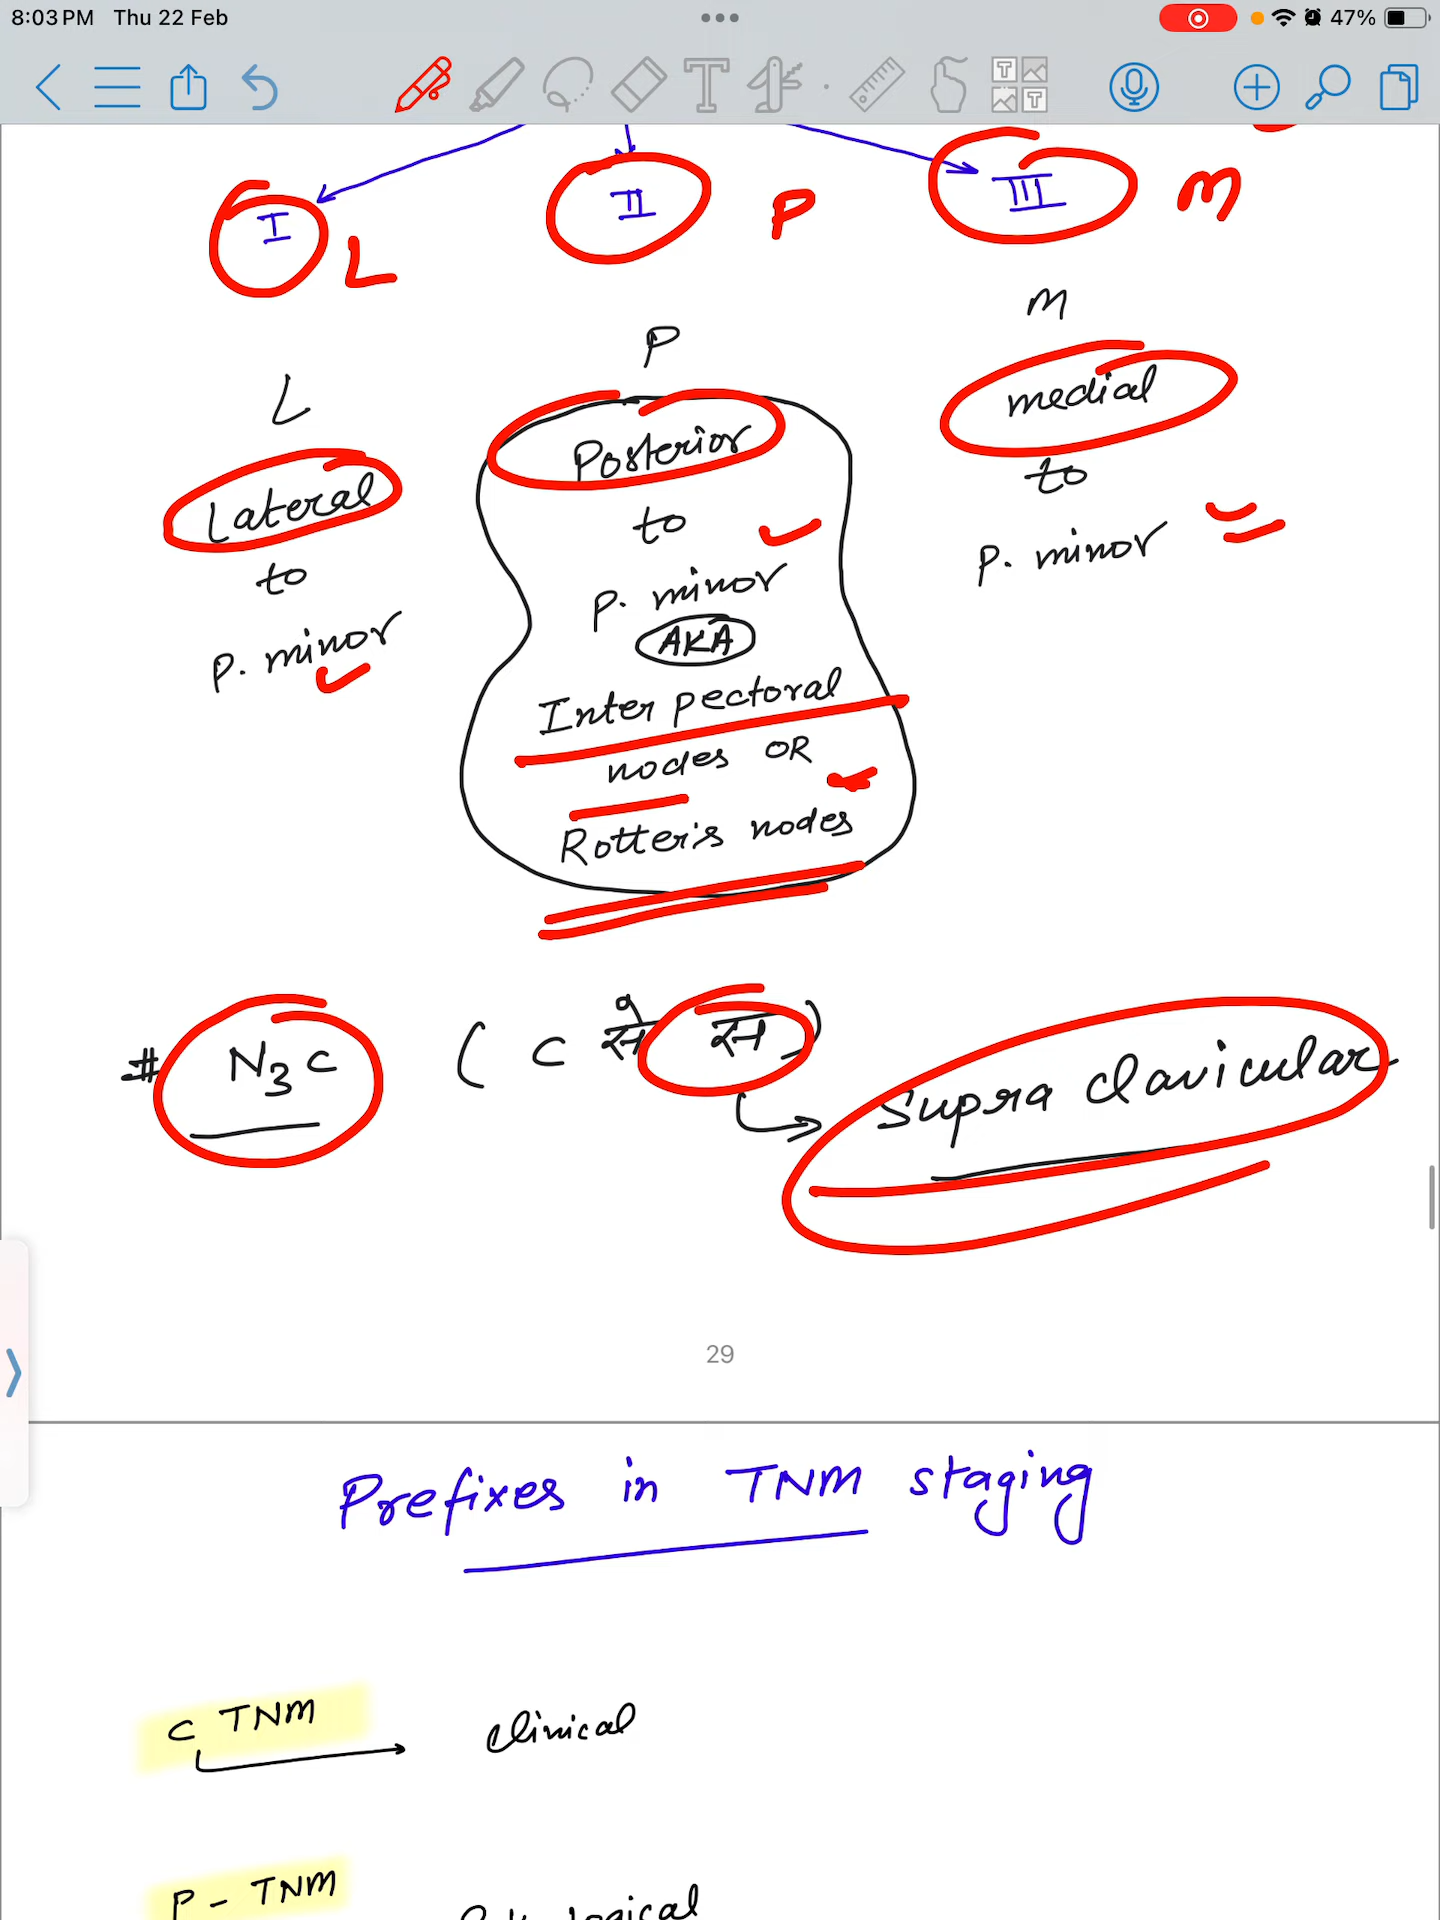 8:03 PM Thu 22 Feb 47%
I II III
L P M
L P M
Lateral Posterior medial
to to to
P. minor P. minor P. minor
AKA
Inter pectoral
nodes OR
Rotter's nodes
# N3c ( C से स )
Supra clavicular
29
Prefixes in TNM staging
C TNM clinical
P - TNM